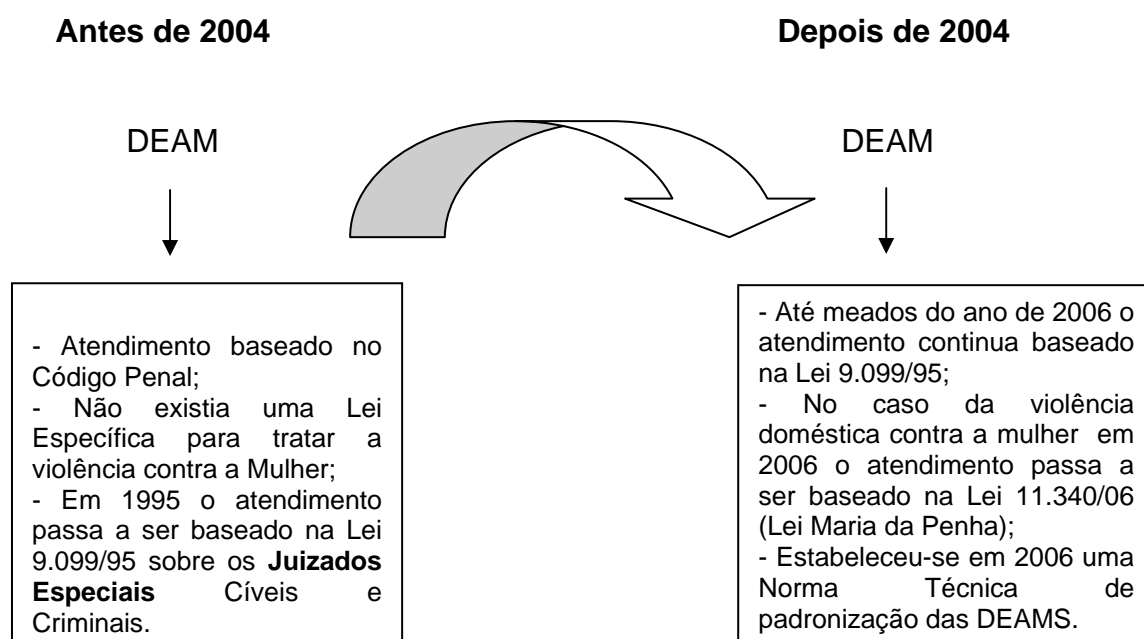 Antes de 2004
Depois de 2004
DEAM
DEAM
- Atendimento baseado no
Código Penal;
- Não existia uma Lei
Específica para tratar a
violência contra a Mulher;
- Em 1995 o atendimento
passa a ser baseado na Lei
9.099/95 sobre os Juizados
Especiais Cíveis e
Criminais.
- Até meados do ano de 2006 o
atendimento continua baseado
na Lei 9.099/95;
- No caso da violência
doméstica contra a mulher em
2006 o atendimento passa a
ser baseado na Lei 11.340/06
(Lei Maria da Penha);
- Estabeleceu-se em 2006 uma
Norma Técnica de
padronização das DEAMS.